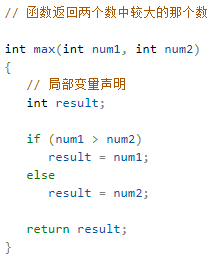 // 函数返回两个数中较大的那个数

int max(int num1, int num2)
{
   // 局部变量声明
   int result;

   if (num1 > num2)
      result = num1;
   else
      result = num2;

   return result;
}